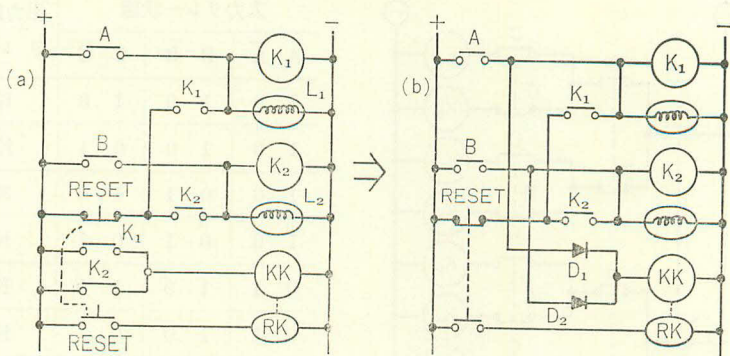 + −
A
K₁
(a)
K₁ L₁
B
K₂
RESET
K₂ L₂
K₁
KK
K₂
RK
RESET
⇒
+
A
K₁
(b)
K₁
B
K₂
RESET
K₂
D₁
KK
D₂
RK